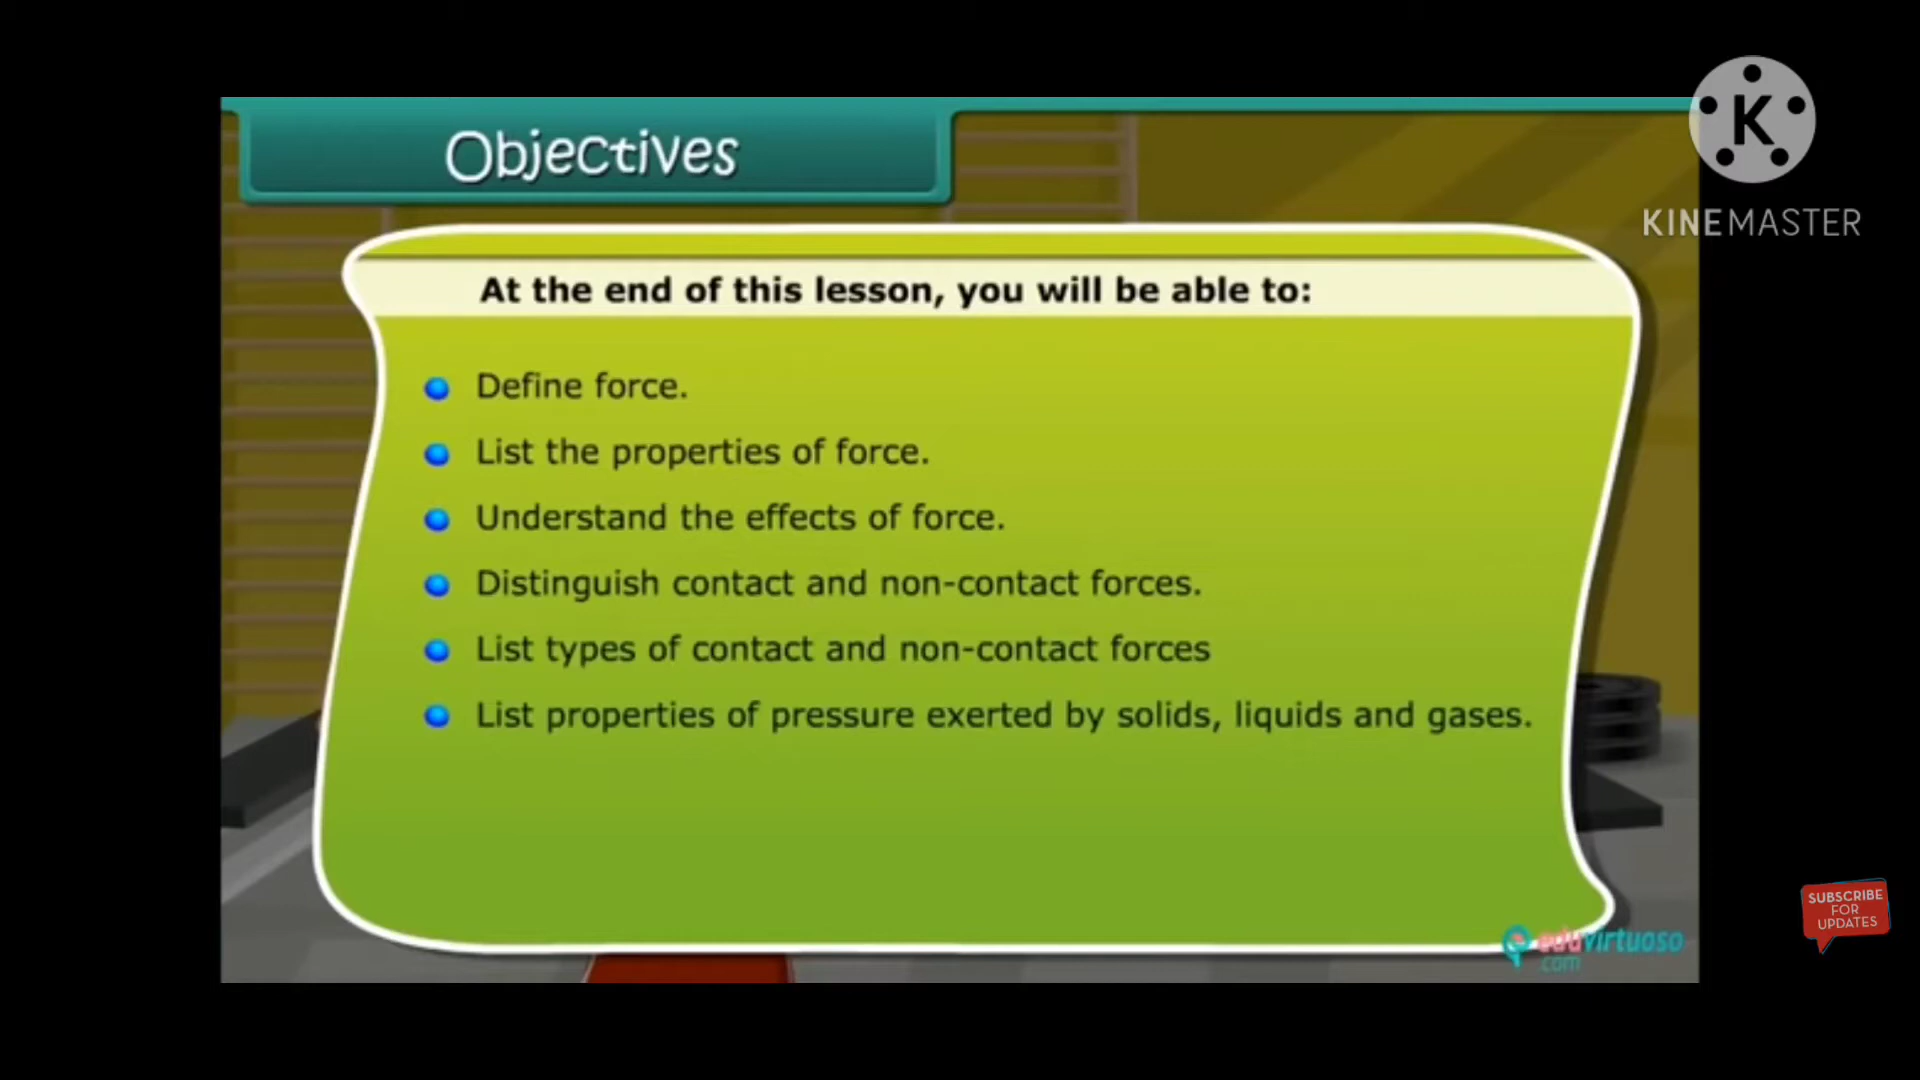 Objectives
K
KINEMASTER
At the end of this lesson, you will be able to:
Define force.
List the properties of force.
Understand the effects of force.
Distinguish contact and non-contact forces.
List types of contact and non-contact forces
List properties of pressure exerted by solids, liquids and gases.
SUBSCRIBE
FOR
UPDATES
eduvirtuoso
com